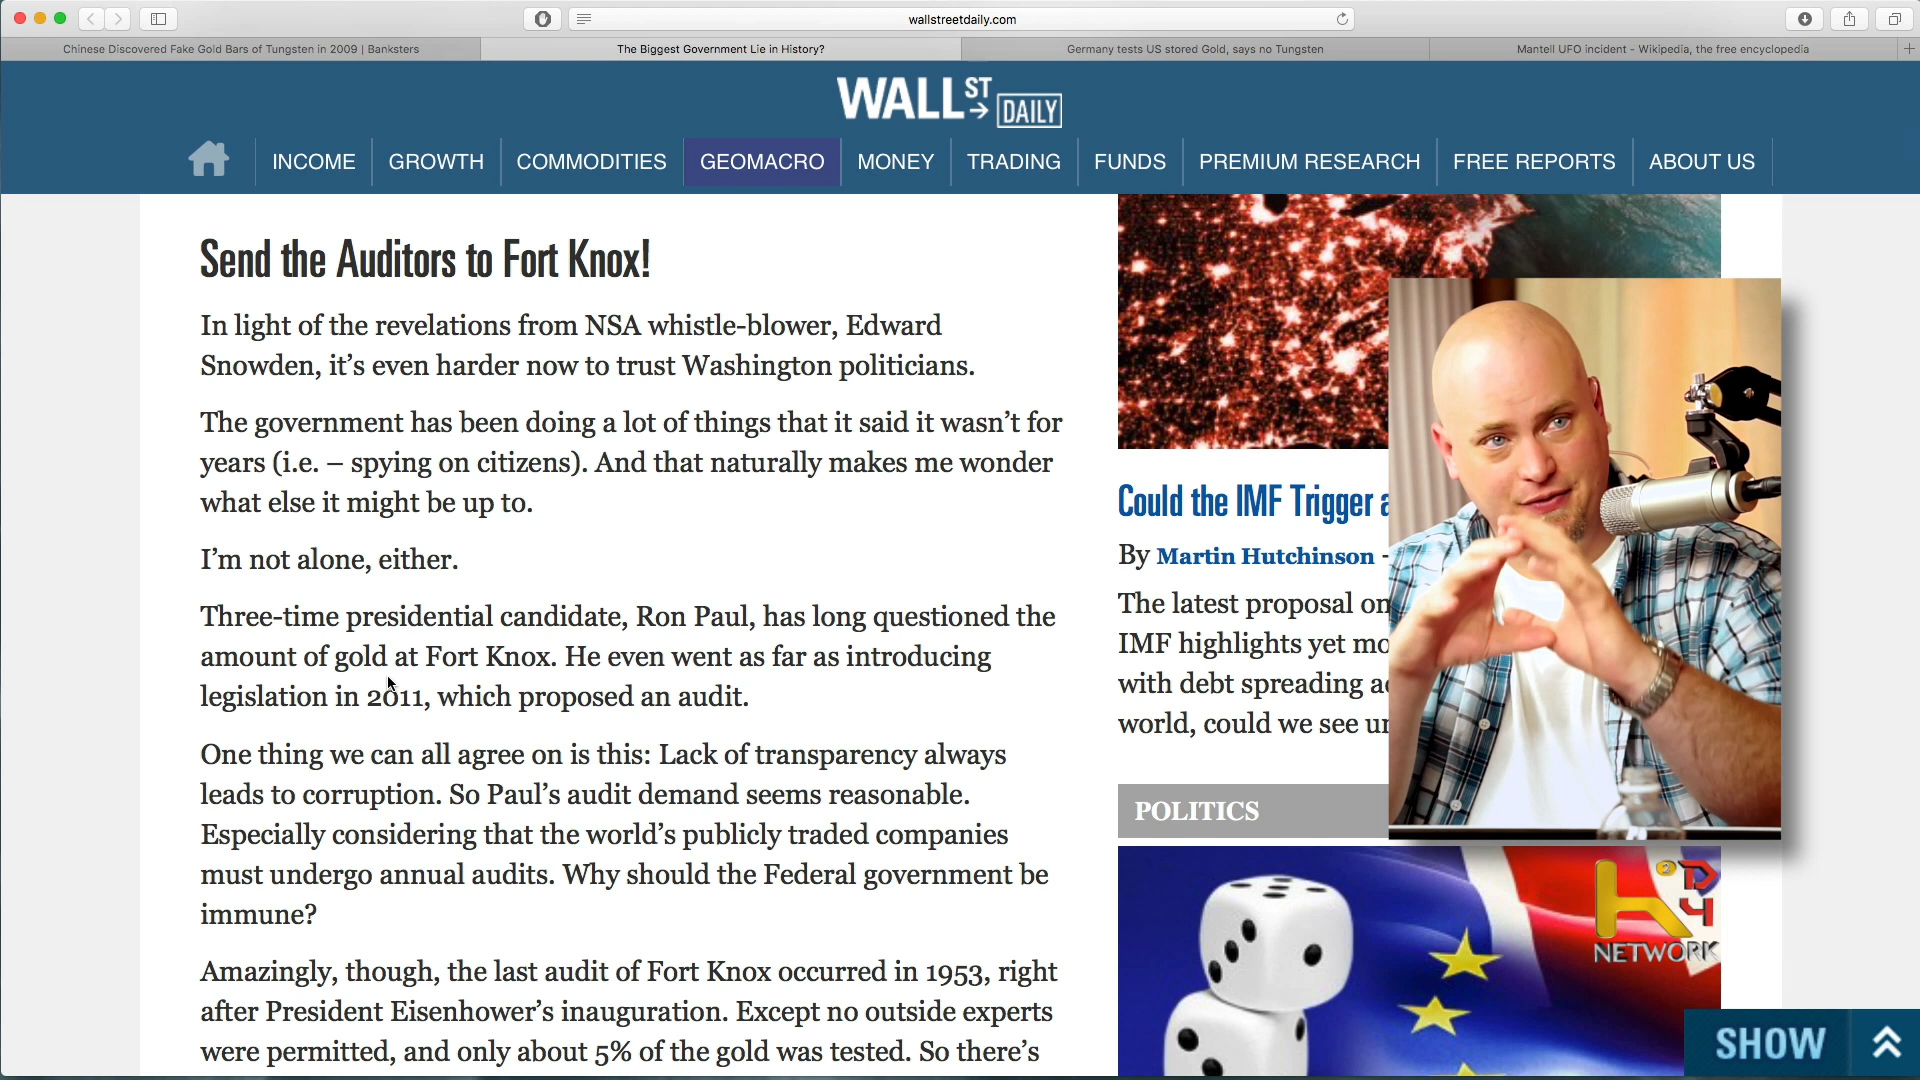 wallstreetdaily.com
Chinese Discovered Fake Gold Bars of Tungsten in 2009 | Banksters
The Biggest Government Lie in History?
Germany tests US stored Gold, says no Tungsten
Mantell UFO incident - Wikipedia, the free encyclopedia
WALL ST DAILY
INCOME
GROWTH
COMMODITIES
GEOMACRO
MONEY
TRADING
FUNDS
PREMIUM RESEARCH
FREE REPORTS
ABOUT US
Send the Auditors to Fort Knox!
In light of the revelations from NSA whistle-blower, Edward
Snowden, it's even harder now to trust Washington politicians.
The government has been doing a lot of things that it said it wasn't for
years (i.e. – spying on citizens). And that naturally makes me wonder
what else it might be up to.
I'm not alone, either.
Three-time presidential candidate, Ron Paul, has long questioned the
amount of gold at Fort Knox. He even went as far as introducing
legislation in 2011, which proposed an audit.
One thing we can all agree on is this: Lack of transparency always
leads to corruption. So Paul's audit demand seems reasonable.
Especially considering that the world's publicly traded companies
must undergo annual audits. Why should the Federal government be
immune?
Amazingly, though, the last audit of Fort Knox occurred in 1953, right
after President Eisenhower's inauguration. Except no outside experts
were permitted, and only about 5% of the gold was tested. So there's
Could the IMF Trigger
By Martin Hutchinson -
The latest proposal on
IMF highlights yet
with debt spreading
world, could we see
POLITICS
NETWORK
SHOW